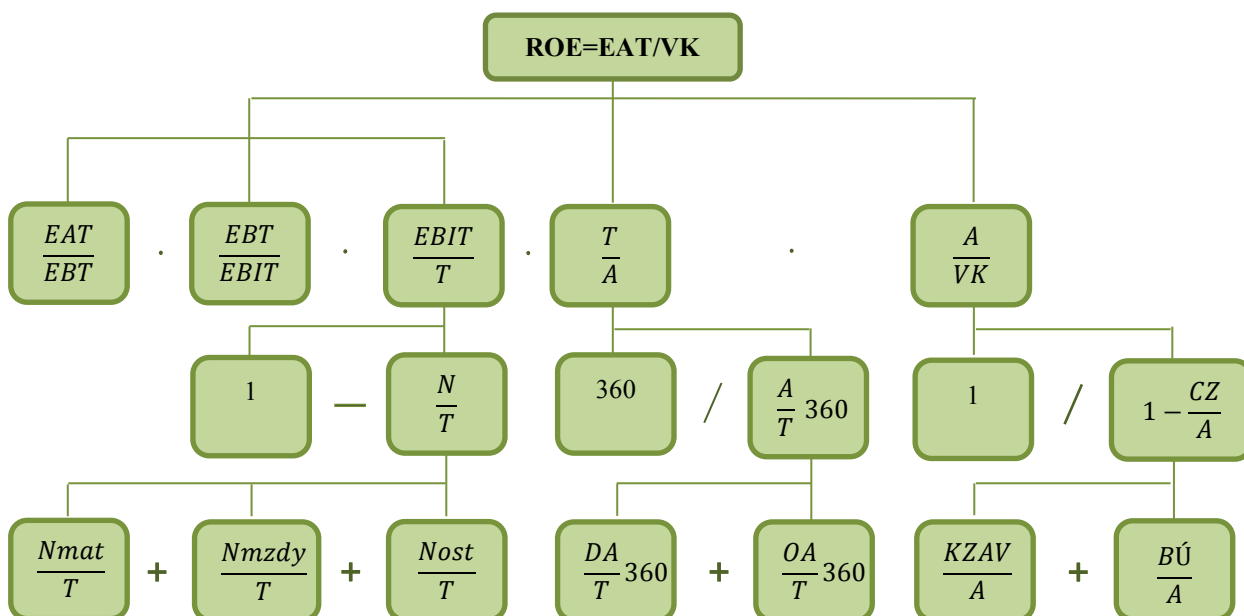 ROE=EAT/VK
EAT/EBT · EBT/EBIT · EBIT/T · T/A · A/VK
1 — N/T 360 / A/T 360 1 / 1 − CZ/A
Nmat/T + Nmzdy/T + Nost/T DA/T 360 + OA/T 360 KZAV/A + BÚ/A